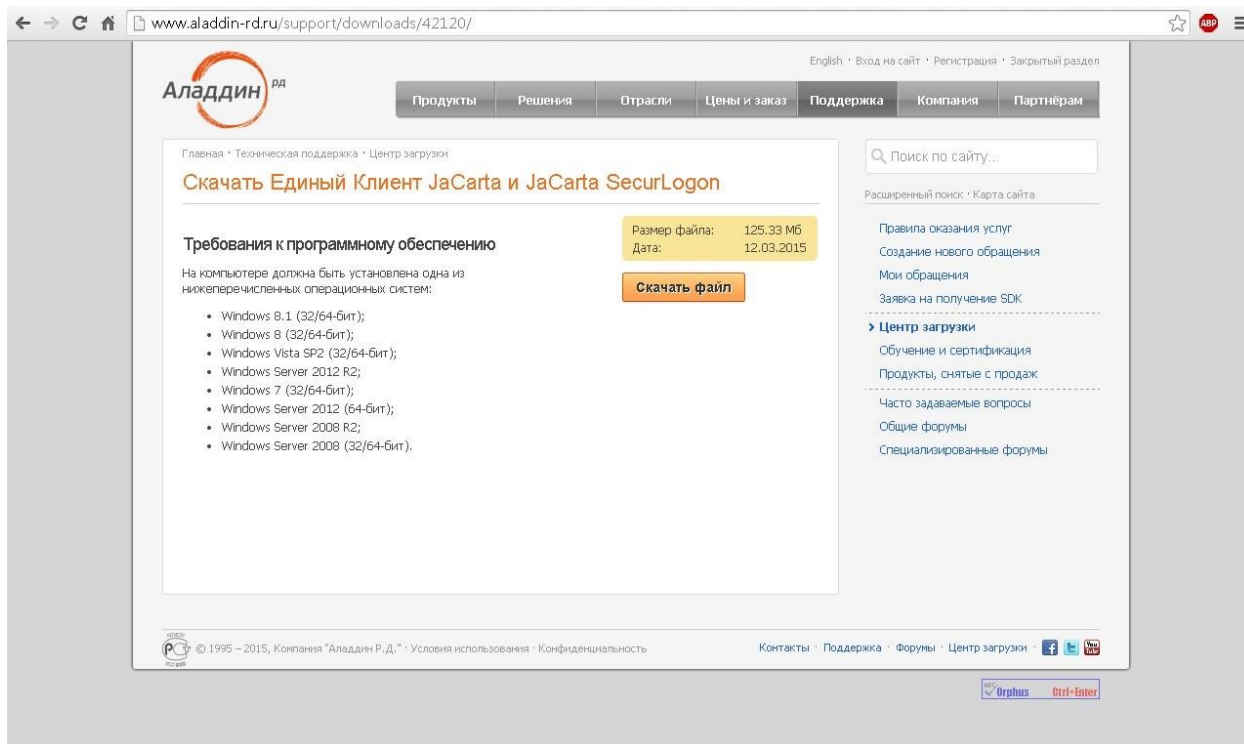 www.aladdin-rd.ru/support/downloads/42120/
ABP
English · Вход на сайт · Регистрация · Закрытый раздел
Аладдин РД
Продукты Решения Отрасли Цены и заказ Поддержка Компания Партнёрам
Главная · Техническая поддержка · Центр загрузки
Скачать Единый Клиент JaCarta и JaCarta SecurLogon
Требования к программному обеспечению
На компьютере должна быть установлена одна из
нижеперечисленных операционных систем:
• Windows 8.1 (32/64-бит);
• Windows 8 (32/64-бит);
• Windows Vista SP2 (32/64-бит);
• Windows Server 2012 R2;
• Windows 7 (32/64-бит);
• Windows Server 2012 (64-бит);
• Windows Server 2008 R2;
• Windows Server 2008 (32/64-бит).
Размер файла: 125.33 Мб
Дата: 12.03.2015
Скачать файл
Поиск по сайту...
Расширенный поиск · Карта сайта
Правила оказания услуг
Создание нового обращения
Мои обращения
Заявка на получение SDK
Центр загрузки
Обучение и сертификация
Продукты, снятые с продаж
Часто задаваемые вопросы
Общие форумы
Специализированные форумы
© 1995 – 2015, Компания "Аладдин Р.Д." · Условия использования · Конфиденциальность
Контакты · Поддержка · Форумы · Центр загрузки ·
You Tube
Orphus Ctrl+Enter